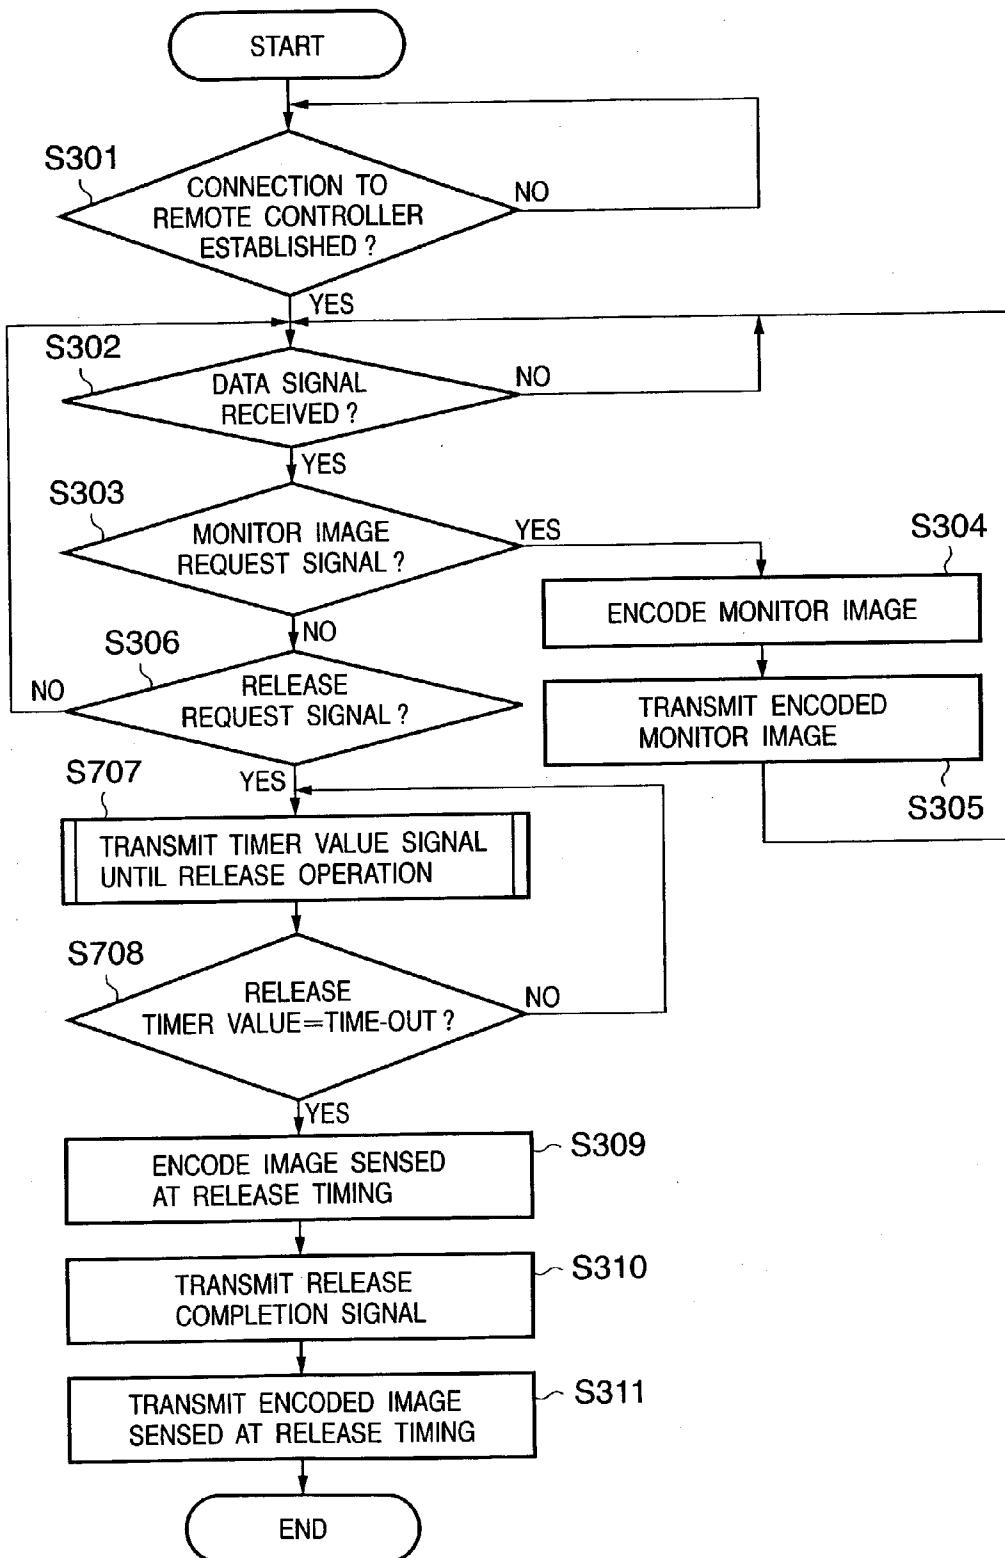 START
S301
CONNECTION TO
REMOTE CONTROLLER
ESTABLISHED ?
NO
YES
S302
DATA SIGNAL
RECEIVED ?
NO
YES
S303
MONITOR IMAGE
REQUEST SIGNAL ?
YES
S304
ENCODE MONITOR IMAGE
NO
S306
RELEASE
REQUEST SIGNAL ?
NO
TRANSMIT ENCODED
MONITOR IMAGE
S305
YES
S707
TRANSMIT TIMER VALUE SIGNAL
UNTIL RELEASE OPERATION
S708
RELEASE
TIMER VALUE=TIME-OUT ?
NO
YES
ENCODE IMAGE SENSED
AT RELEASE TIMING
S309
TRANSMIT RELEASE
COMPLETION SIGNAL
S310
TRANSMIT ENCODED IMAGE
SENSED AT RELEASE TIMING
S311
END